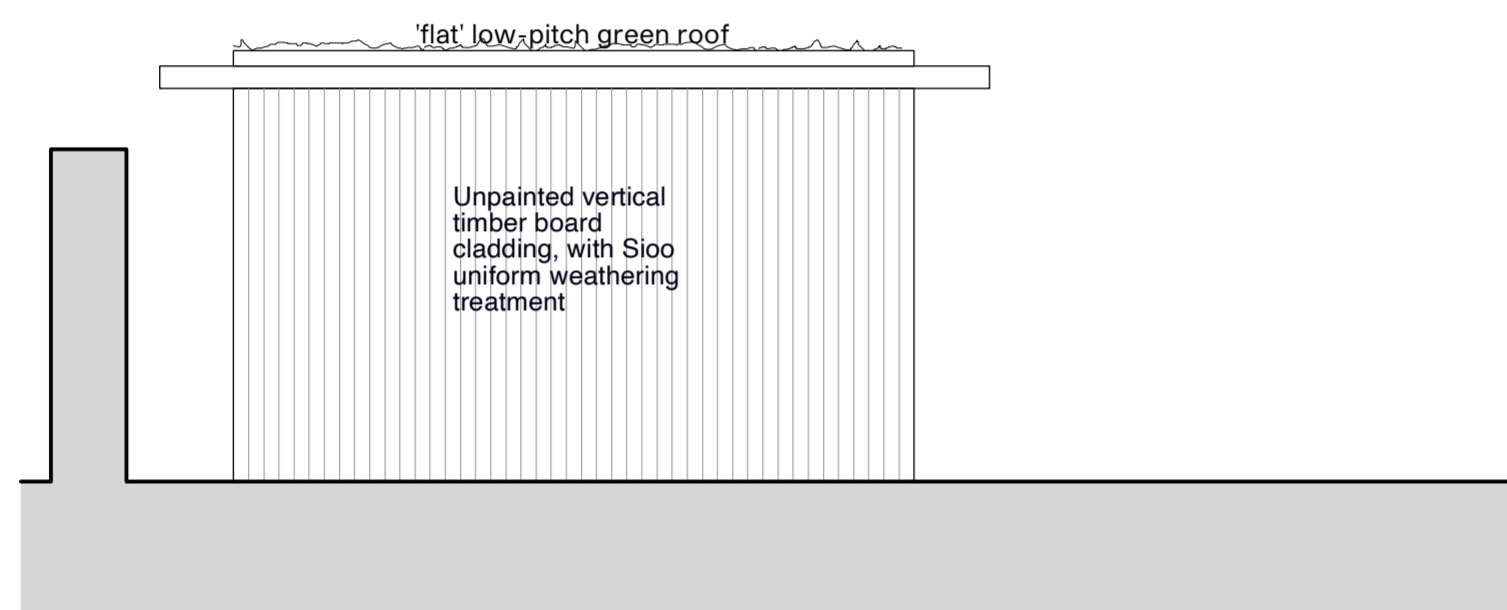 'flat' low-pitch green roof
Unpainted vertical
timber board
cladding, with Sioo
uniform weathering
treatment